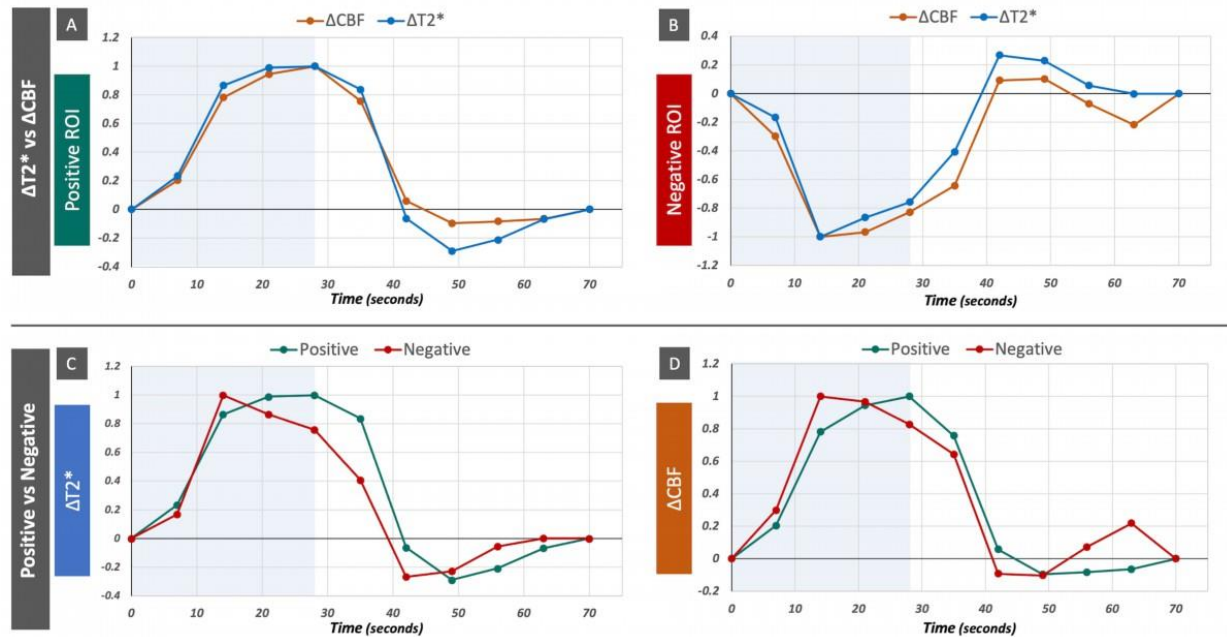 ΔT2* vs ΔCBF
A
Positive ROI
ΔCBF ΔT2*
1.2
1
0.8
0.6
0.4
0.2
0
-0.2
-0.4
0 10 20 30 40 50 60 70
Time (seconds)
B
Negative ROI
ΔCBF ΔT2*
0.4
0.2
0
-0.2
-0.4
-0.6
-0.8
-1
-1.2
0 10 20 30 40 50 60 70
Time (seconds)
Positive vs Negative
C
ΔT2*
Positive Negative
1.2
1
0.8
0.6
0.4
0.2
0
-0.2
-0.4
0 10 20 30 40 50 60 70
Time (seconds)
D
ΔCBF
Positive Negative
1.2
1
0.8
0.6
0.4
0.2
0
-0.2
0 10 20 30 40 50 60 70
Time (seconds)